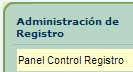 Administración de
Registro
Panel Control Registro